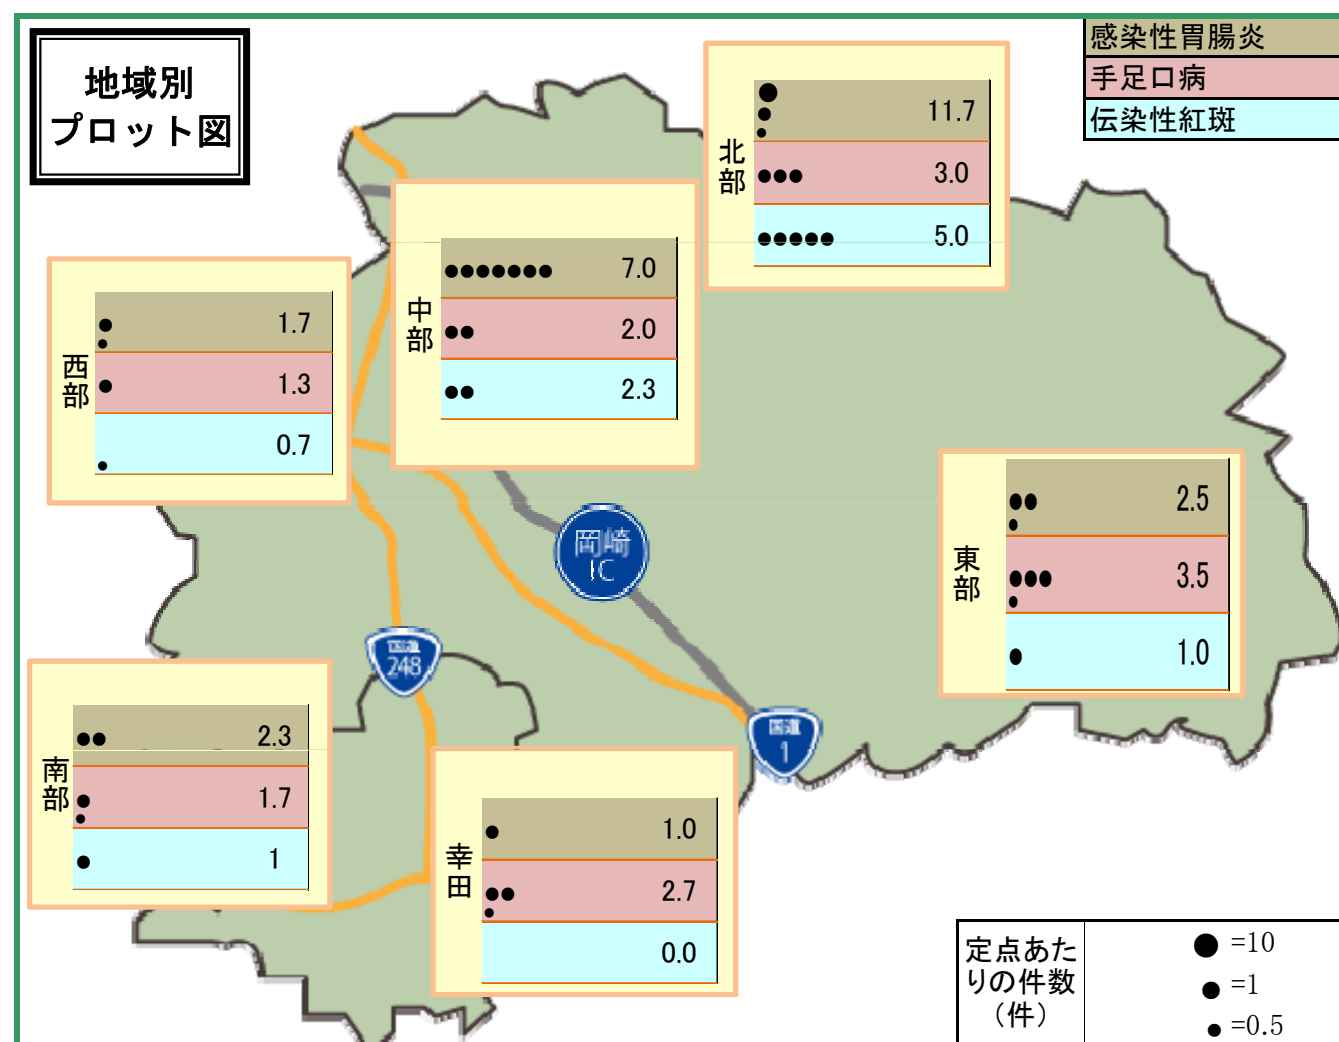 地域別
プロット図
感染性胃腸炎
手足口病
伝染性紅斑
北部
11.7
3.0
5.0
中部
7.0
2.0
2.3
西部
1.7
1.3
0.7
岡崎
IC
東部
2.5
3.5
1.0
国道
248
国道
1
南部
2.3
1.7
1
幸田
1.0
2.7
0.0
定点あた
りの件数
（件）
●=10
●=1
●=0.5